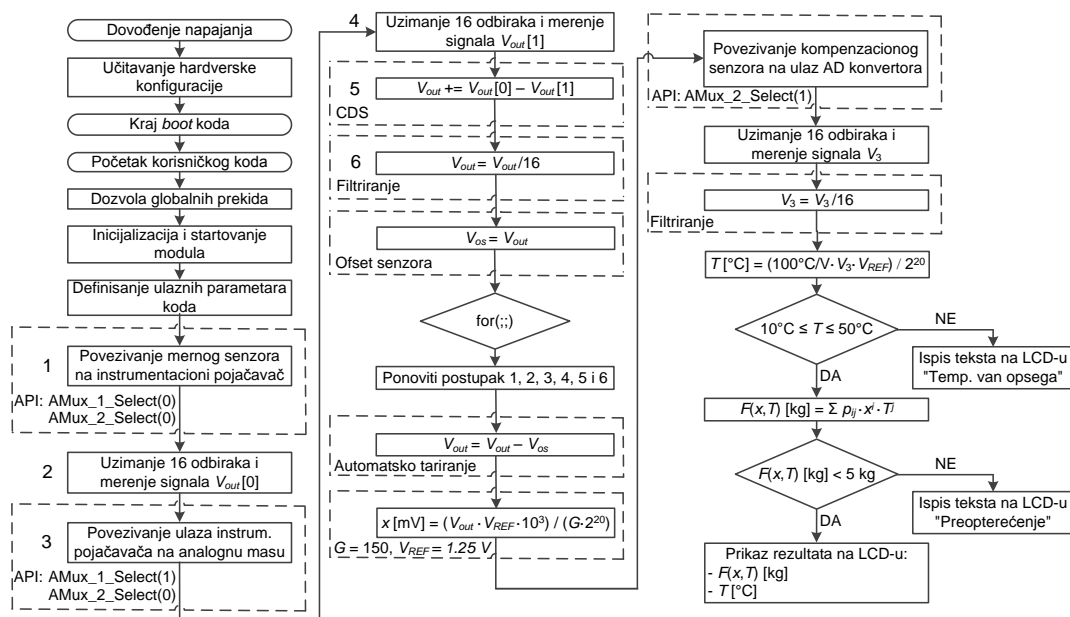 Dovođenje napajanja
Učitavanje hardverske
konfiguracije
Kraj boot koda
Početak korisničkog koda
Dozvola globalnih prekida
Inicijalizacija i startovanje
modula
Definisanje ulaznih parametara
koda
1
Povezivanje mernog senzora
na instrumentacioni pojačavač
API: AMux_1_Select(0)
AMux_2_Select(0)
2
Uzimanje 16 odbiraka i
merenje signala Vout[0]
3
Povezivanje ulaza instrum.
pojačavača na analognu masu
API: AMux_1_Select(1)
AMux_2_Select(0)
4
Uzimanje 16 odbiraka i merenje
signala Vout[1]
5
Vout += Vout[0] – Vout[1]
CDS
6
Vout = Vout/16
Filtriranje
Vos = Vout
Ofset senzora
for(;;)
Ponoviti postupak 1, 2, 3, 4, 5 i 6
Vout = Vout – Vos
Automatsko tariranje
x [mV] = (Vout · VREF · 10³) / (G·2²⁰)
G = 150, VREF = 1.25 V
Povezivanje kompenzacionog
senzora na ulaz AD konvertora
API: AMux_2_Select(1)
Uzimanje 16 odbiraka i
merenje signala V3
V3 = V3/16
Filtriranje
T [°C] = (100°C/V· V3· VREF) / 2²⁰
10°C ≤ T ≤ 50°C
NE
Ispis teksta na LCD-u
"Temp. van opsega"
DA
F(x,T) [kg] = Σ pij · xⁱ · Tʲ
F(x,T) [kg] < 5 kg
NE
Ispis teksta na LCD-u
"Preopterećenje"
DA
Prikaz rezultata na LCD-u:
- F(x,T) [kg]
- T [°C]